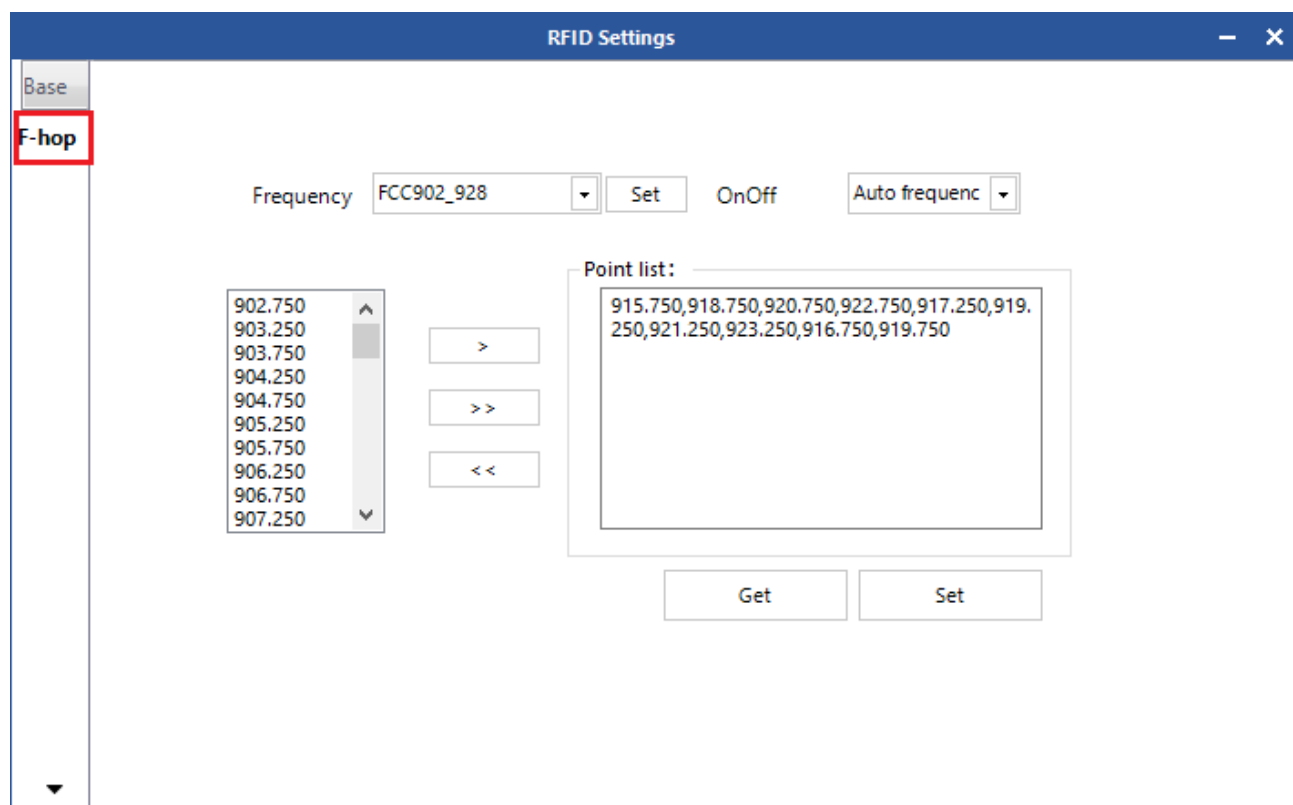 RFID Settings
Base
F-hop
Frequency
FCC902_928
Set
OnOff
Auto frequenc
Point list:
902.750
903.250
903.750
904.250
904.750
905.250
905.750
906.250
906.750
907.250
>
>>
<<
915.750,918.750,920.750,922.750,917.250,919.
250,921.250,923.250,916.750,919.750
Get
Set